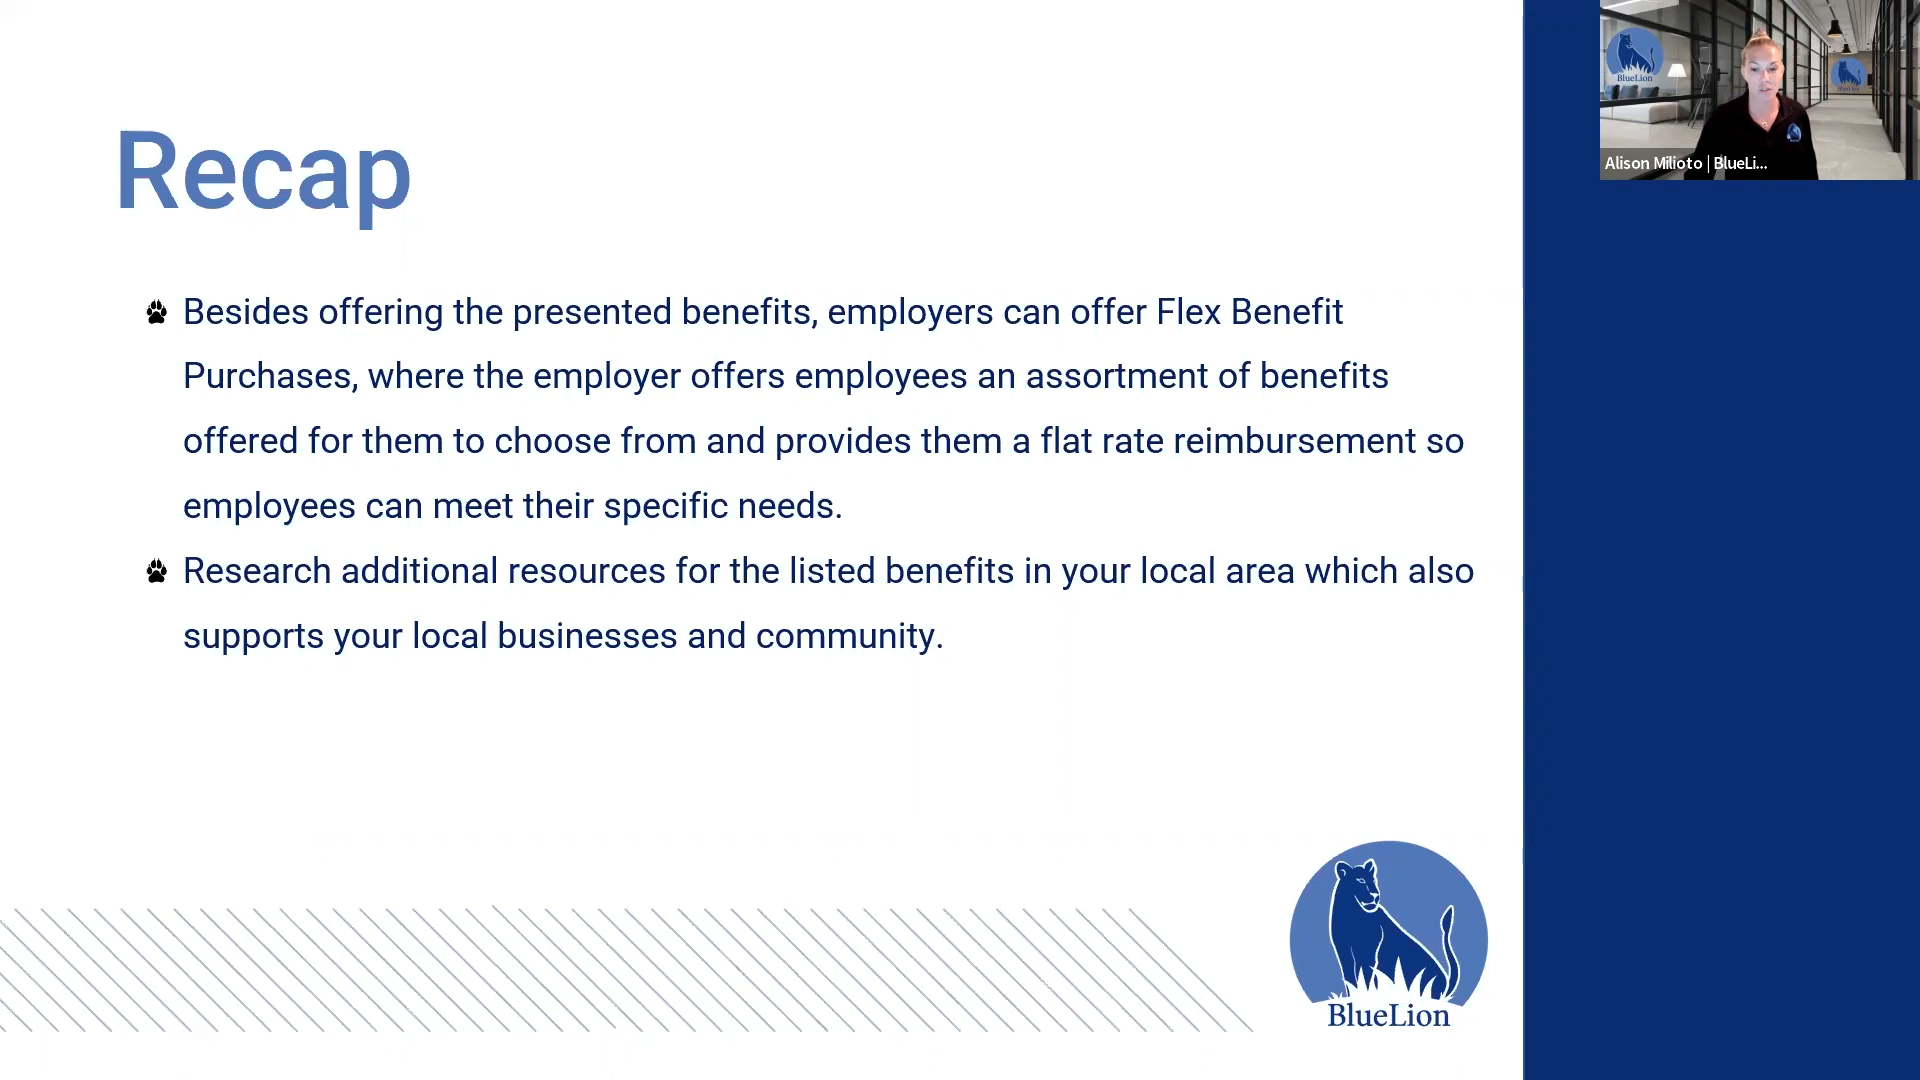 Recap
Besides offering the presented benefits, employers can offer Flex Benefit
Purchases, where the employer offers employees an assortment of benefits
offered for them to choose from and provides them a flat rate reimbursement so
employees can meet their specific needs.
Research additional resources for the listed benefits in your local area which also
supports your local businesses and community.
BlueLion
BlueLion
BlueLion
Alison Milioto | BlueLi...